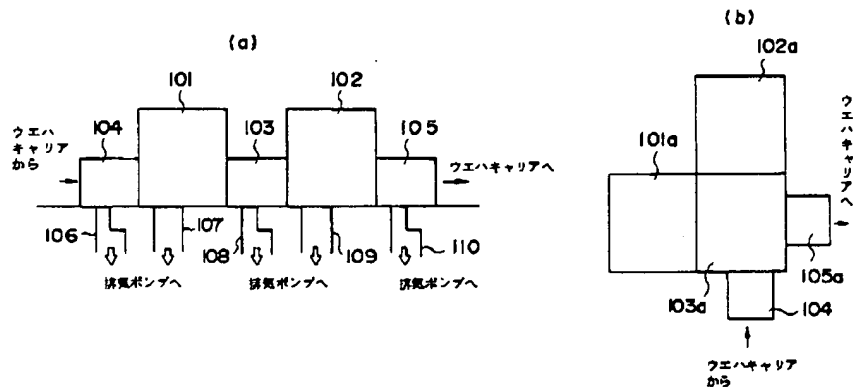 (a)
101
102
104
103
105
ウエハ
キャリア
から
ウエハキャリアへ
106
107
108
109
110
排気ポンプへ
排気ポンプへ
排気ポンプへ
(b)
102a
101a
ウエハキャリアへ
105a
103a
104
ウエハキャリア
から